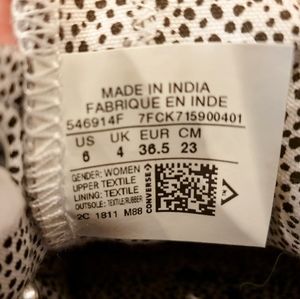 MADE IN INDIA
FABRIQUE EN INDE
546914F 7FCK715900401
US UK EUR CM
6 4 36.5 23
GENDER: WOMEN
UPPER: TEXTILE
LINING: TEXTILE
OUTSOLE: TEXTILE/RUBBER
2C 1811 M88
CONVERSE